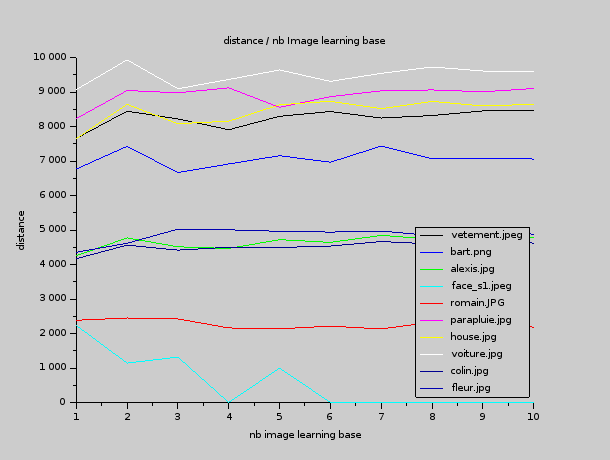 distance / nb Image learning base
10 000
9 000
8 000
7 000
6 000
5 000
4 000
3 000
2 000
1 000
0
distance
1 2 3 4 5 6 7 8 9 10
nb image learning base
vetement.jpeg
bart.png
alexis.jpg
face_s1.jpeg
romain.JPG
parapluie.jpg
house.jpg
voiture.jpg
colin.jpg
fleur.jpg